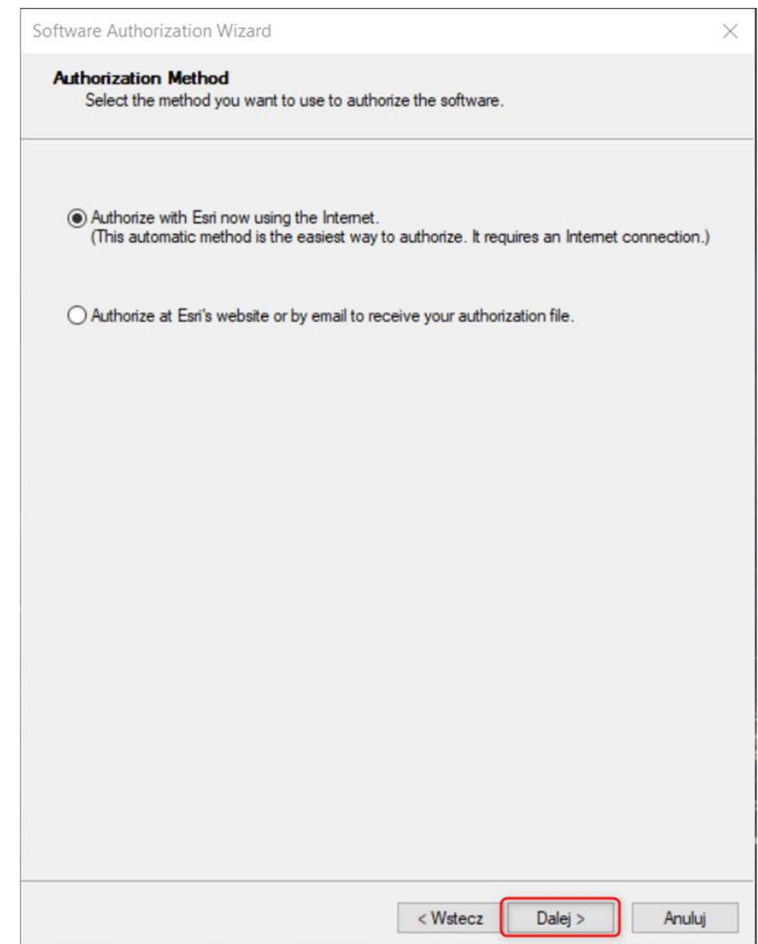 Software Authorization Wizard
Authorization Method
Select the method you want to use to authorize the software.
Authorize with Esri now using the Internet.
(This automatic method is the easiest way to authorize. It requires an Internet connection.)
Authorize at Esri's website or by email to receive your authorization file.
< Wstecz Dalej > Anuluj